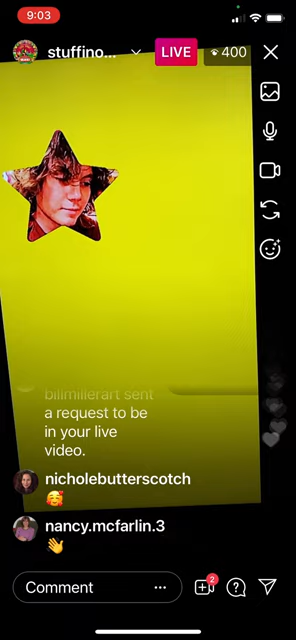 9:03
stuffino...
LIVE
400
billmillerart sent
a request to be
in your live
video.
nicholebutterscotch
🥰
nancy.mcfarlin.3
👋
Comment
2